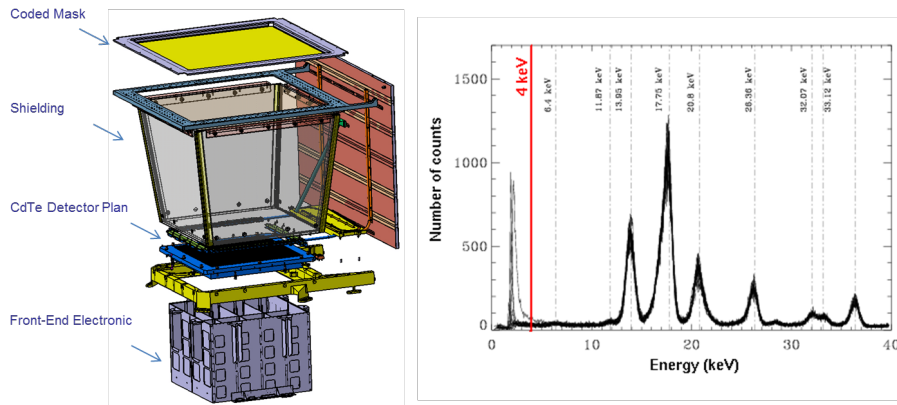 Coded Mask
Shielding
CdTe Detector Plan
Front-End Electronic
Number of counts
1500
1000
500
0
4 keV
6.4 keV
11.87 keV
13.95 keV
17.75 keV
20.8 keV
26.36 keV
32.07 keV
33.12 keV
0
10
20
30
40
Energy (keV)